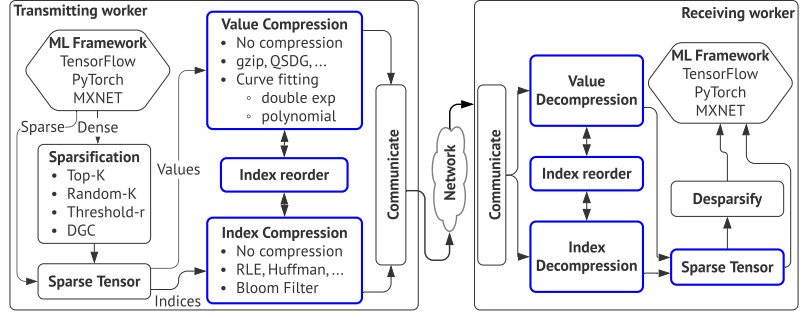 Transmitting worker
ML Framework
TensorFlow
PyTorch
MXNET
Sparse
Dense
Sparsification
• Top-K
• Random-K
• Threshold-r
• DGC
Sparse Tensor
Values
Indices
Value Compression
• No compression
• gzip, QSDG, ...
• Curve fitting
◦ double exp
◦ polynomial
Index reorder
Index Compression
• No compression
• RLE, Huffman, ...
• Bloom Filter
Communicate
Network
Receiving worker
Communicate
Value
Decompression
Index reorder
Index
Decompression
ML Framework
TensorFlow
PyTorch
MXNET
Desparsify
Sparse Tensor